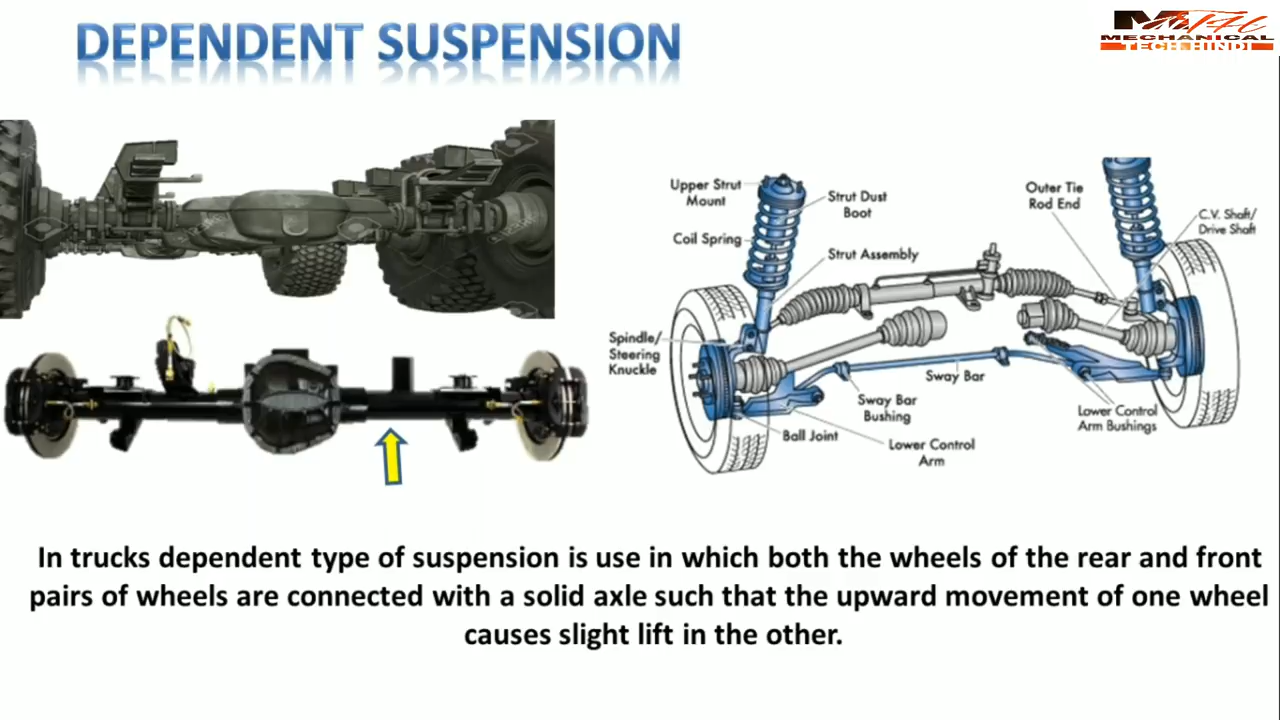 DEPENDENT SUSPENSION
MECHANICAL
TECH HINDI
Upper Strut
Mount
Strut Dust
Boot
Coil Spring
Strut Assembly
Outer Tie
Rod End
C.V. Shaft/
Drive Shaft
Spindle/
Steering
Knuckle
Sway Bar
Sway Bar
Bushing
Ball Joint
Lower Control
Arm
Lower Control
Arm Bushings
In trucks dependent type of suspension is use in which both the wheels of the rear and front
pairs of wheels are connected with a solid axle such that the upward movement of one wheel
causes slight lift in the other.